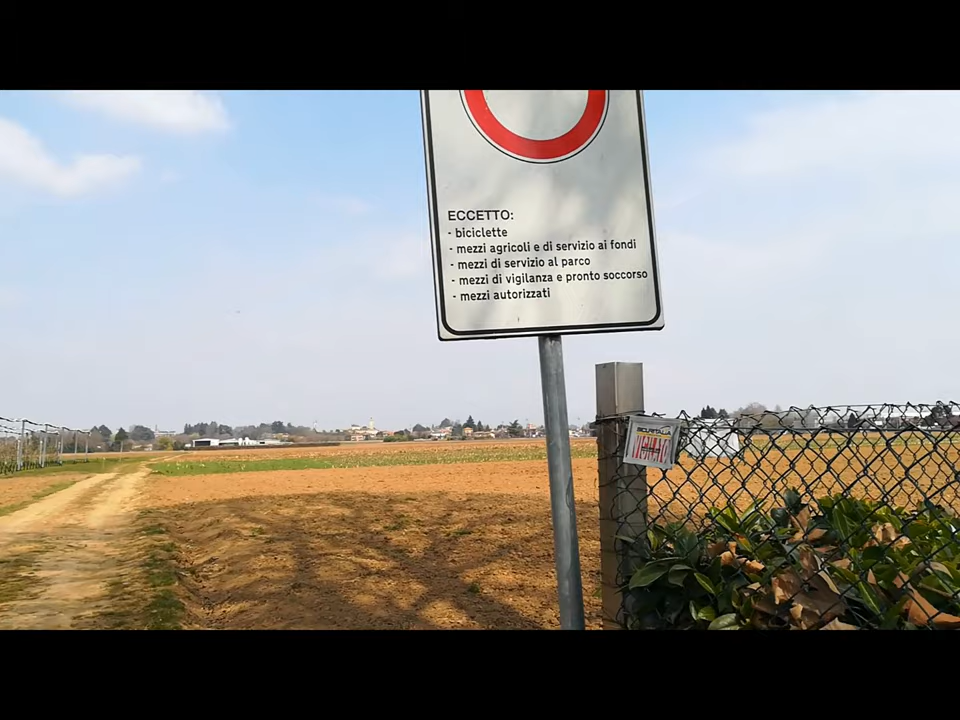 ECCETTO:
- biciclette
- mezzi agricoli e di servizio ai fondi
- mezzi di servizio al parco
- mezzi di vigilanza e pronto soccorso
- mezzi autorizzati